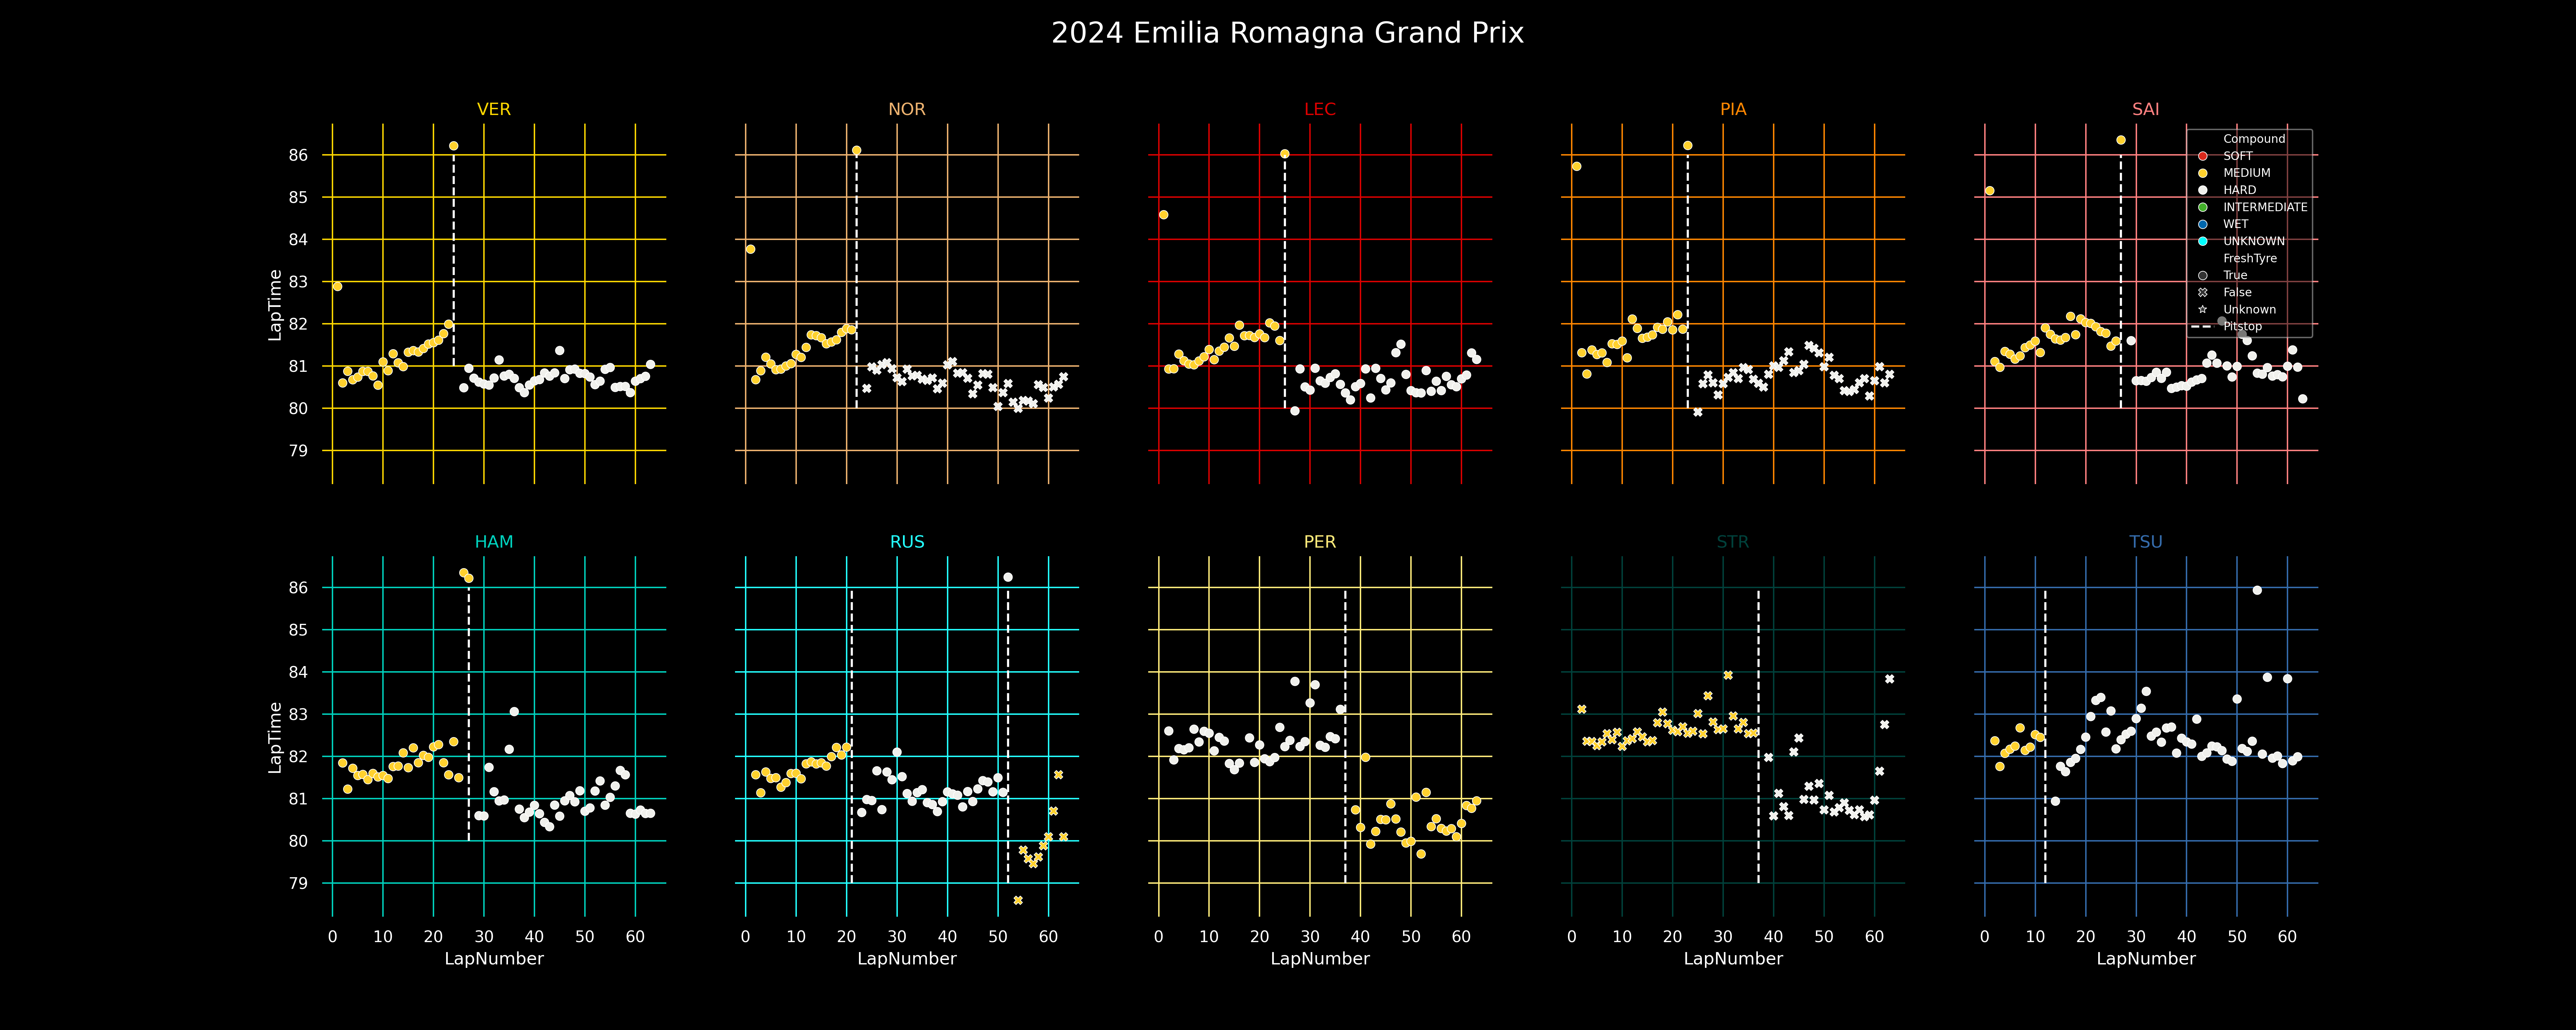 2024 Emilia Romagna Grand Prix
VER
NOR
LEC
PIA
SAI
LapTime
86
85
84
83
82
81
80
79
Compound
SOFT
MEDIUM
HARD
INTERMEDIATE
WET
UNKNOWN
FreshTyre
True
False
Unknown
Pitstop
HAM
RUS
PER
STR
TSU
LapTime
86
85
84
83
82
81
80
79
0 10 20 30 40 50 60
0 10 20 30 40 50 60
0 10 20 30 40 50 60
0 10 20 30 40 50 60
0 10 20 30 40 50 60
LapNumber
LapNumber
LapNumber
LapNumber
LapNumber